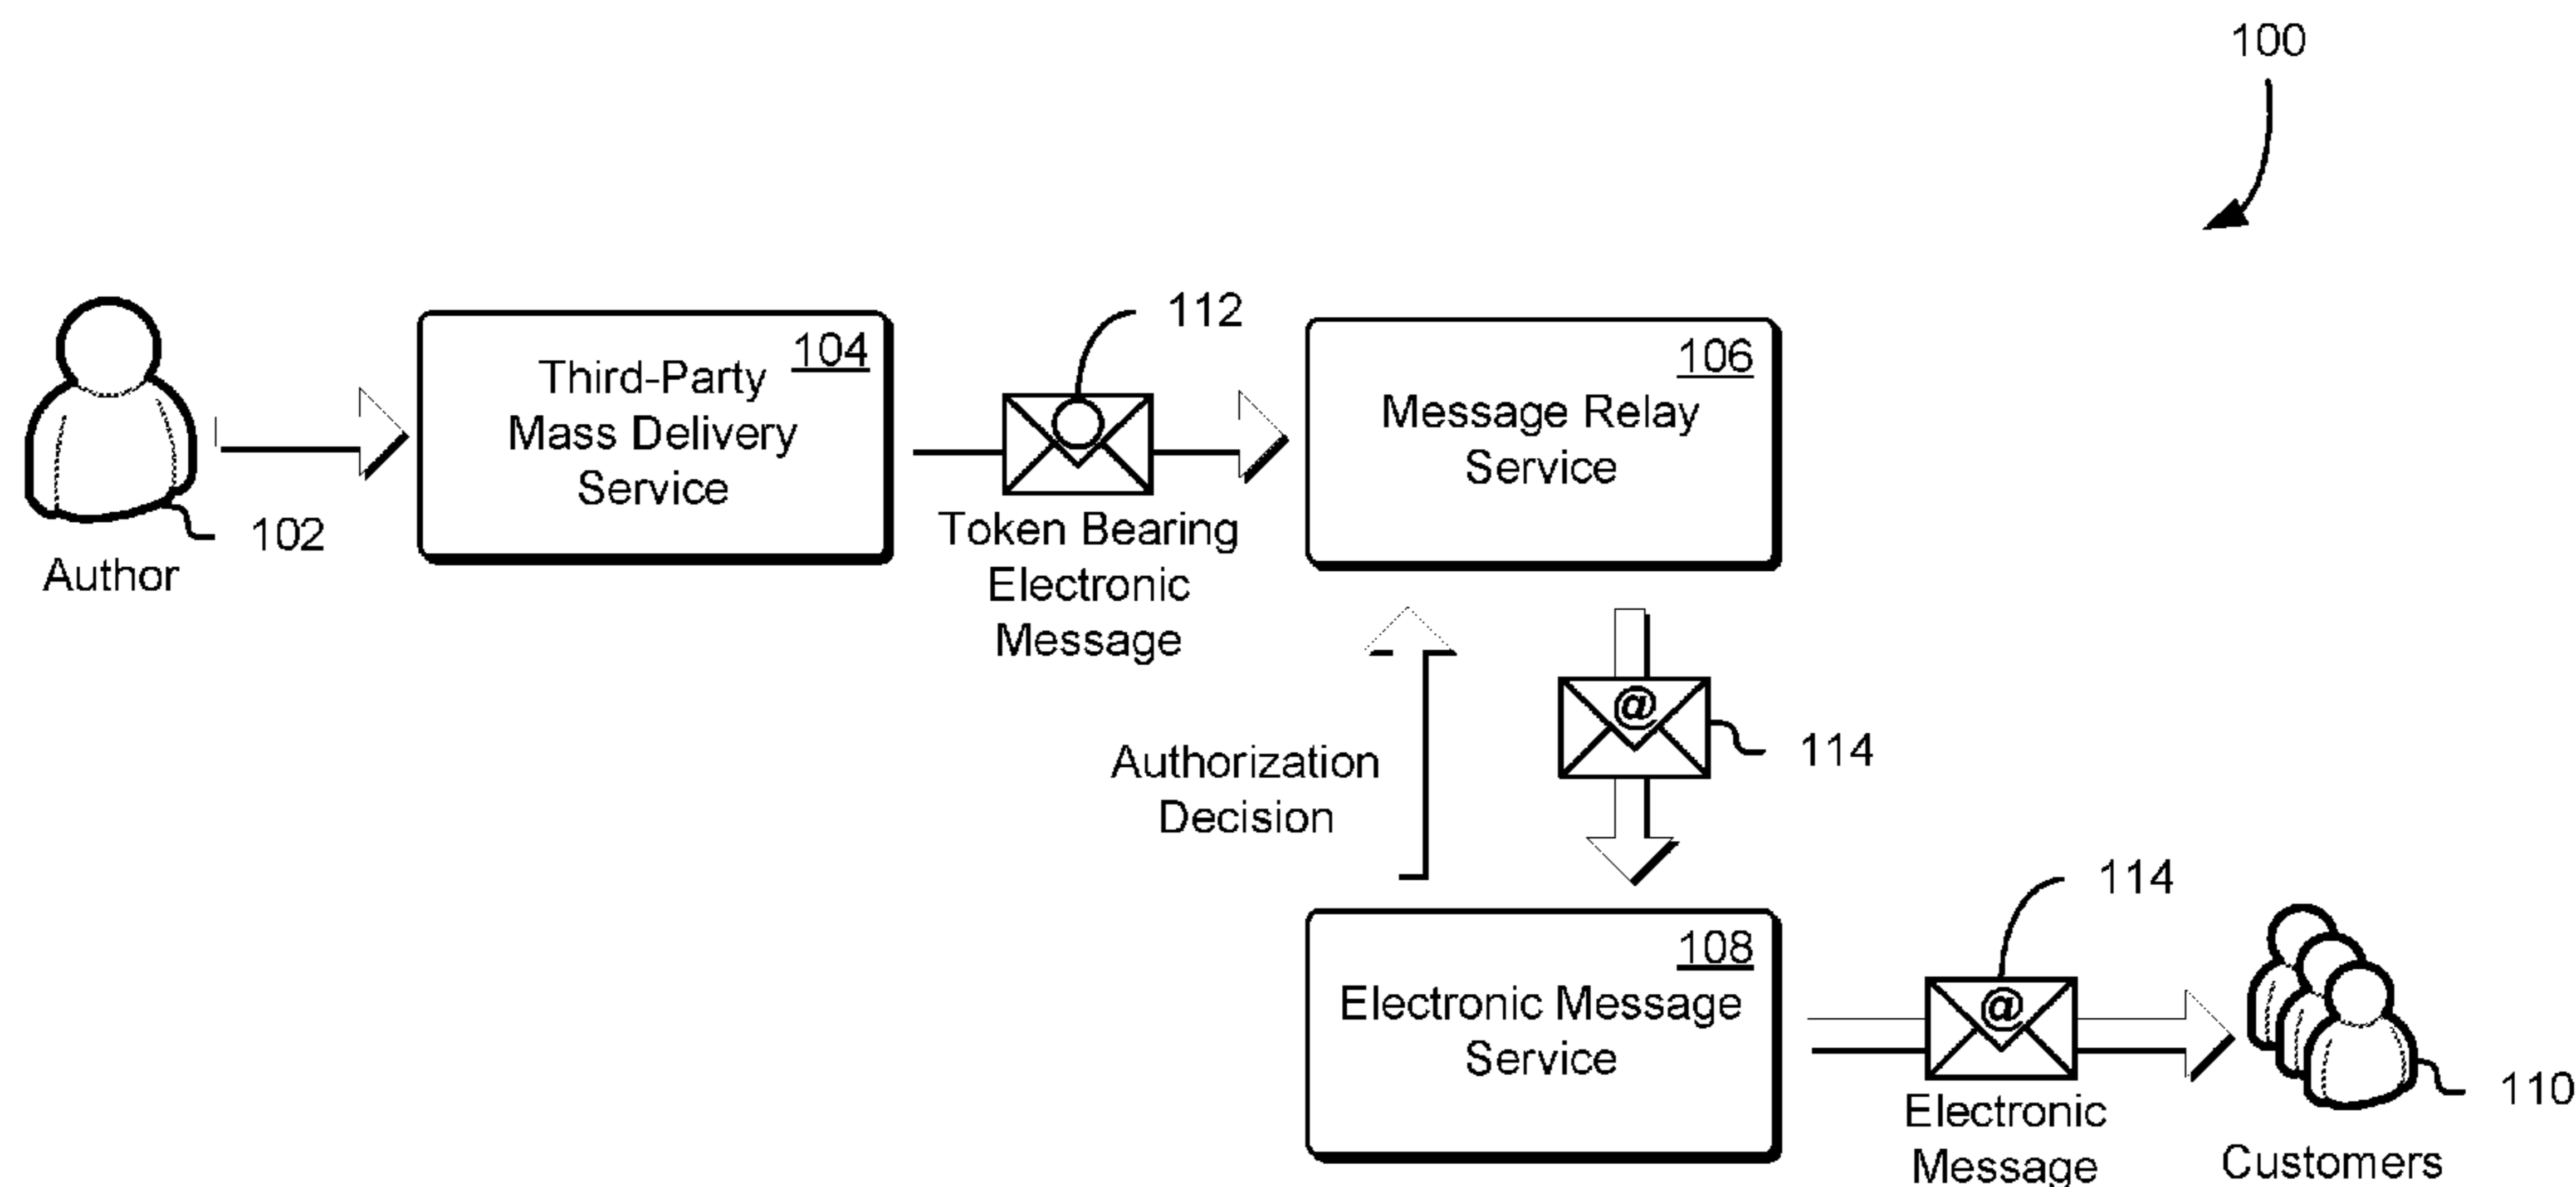 100
112
104
Third-Party
Mass Delivery
Service
106
Message Relay
Service
102
Author
Token Bearing
Electronic
Message
Authorization
Decision
114
108
Electronic Message
Service
114
110
Electronic
Message
Customers